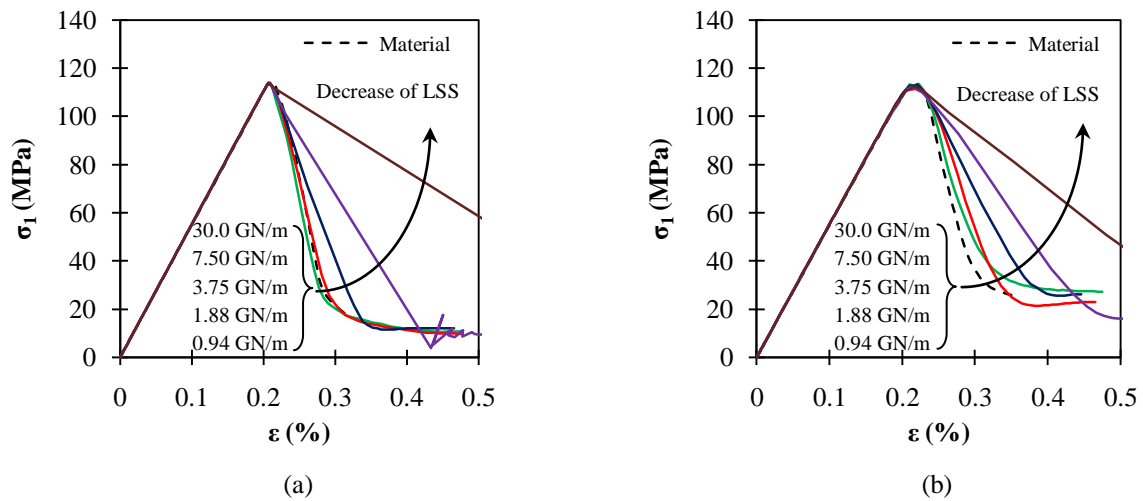 140
120
100
80
60
40
20
0
σ1 (MPa)
Material
Decrease of LSS
30.0 GN/m
7.50 GN/m
3.75 GN/m
1.88 GN/m
0.94 GN/m
0 0.1 0.2 0.3 0.4 0.5
ε (%)
(a)
140
120
100
80
60
40
20
0
σ1 (MPa)
Material
Decrease of LSS
30.0 GN/m
7.50 GN/m
3.75 GN/m
1.88 GN/m
0.94 GN/m
0 0.1 0.2 0.3 0.4 0.5
ε (%)
(b)